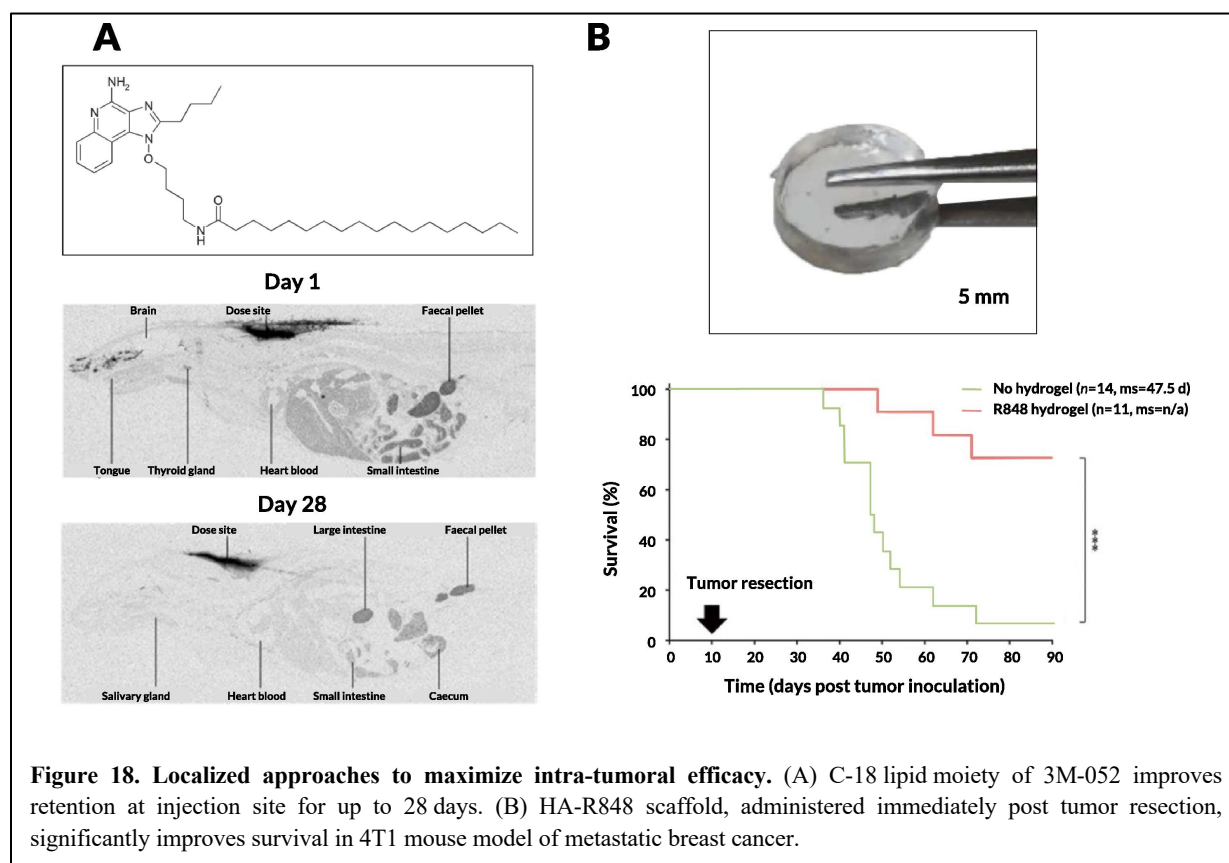 A
B
NH2
N
N
N
O
O
N
H
5 mm
Day 1
Brain
Dose site
Faecal pellet
Tongue
Thyroid gland
Heart blood
Small intestine
Day 28
Dose site
Large intestine
Faecal pellet
Salivary gland
Heart blood
Small intestine
Caecum
No hydrogel (n=14, ms=47.5 d)
R848 hydrogel (n=11, ms=n/a)
Survival (%)
100
80
60
40
20
0
Tumor resection
***
0 10 20 30 40 50 60 70 80 90
Time (days post tumor inoculation)
Figure 18. Localized approaches to maximize intra-tumoral efficacy. (A) C-18 lipid moiety of 3M-052 improves
retention at injection site for up to 28 days. (B) HA-R848 scaffold, administered immediately post tumor resection,
significantly improves survival in 4T1 mouse model of metastatic breast cancer.